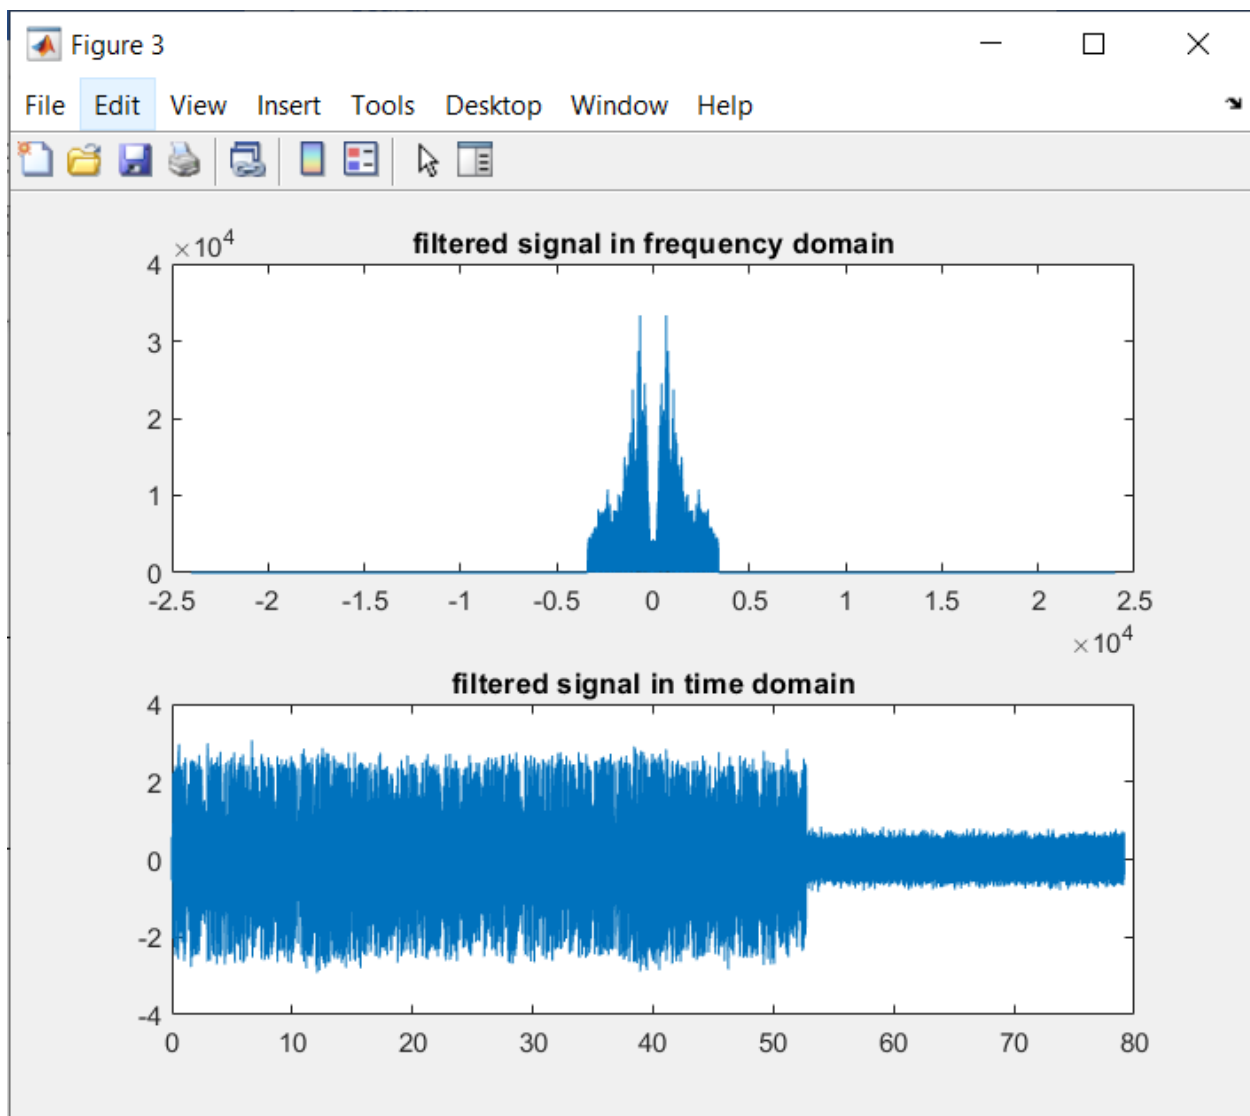 Figure 3
File Edit View Insert Tools Desktop Window Help
×10^4
filtered signal in frequency domain
4
3
2
1
0
-2.5 -2 -1.5 -1 -0.5 0 0.5 1 1.5 2 2.5
×10^4
filtered signal in time domain
4
2
0
-2
-4
0 10 20 30 40 50 60 70 80